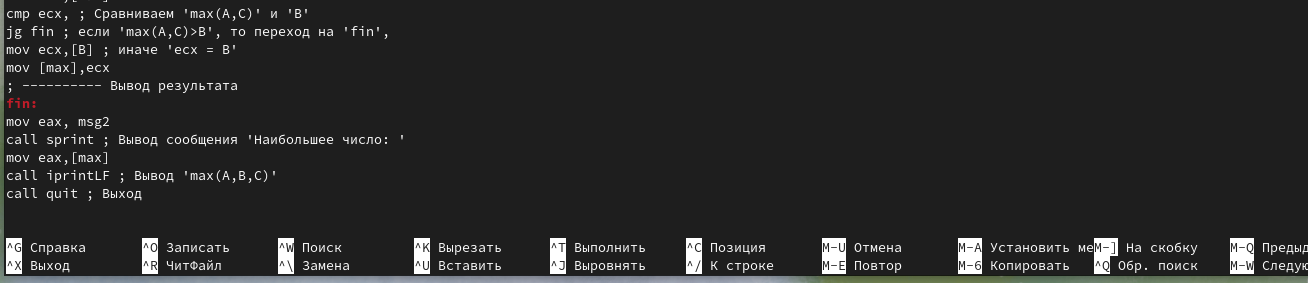 cmp ecx, ; Сравниваем 'max(A,C)' и 'B'
jg fin ; если 'max(A,C)>B', то переход на 'fin',
mov ecx,[B] ; иначе 'ecx = B'
mov [max],ecx
; ---------- Вывод результата
fin:
mov eax, msg2
call sprint ; Вывод сообщения 'Наибольшее число: '
mov eax,[max]
call iprintLF ; Вывод 'max(A,B,C)'
call quit ; Выход
^G Справка ^O Записать ^W Поиск ^K Вырезать ^T Выполнить ^C Позиция M-U Отмена M-A Установить ме M-] На скобку M-Q Предыд
^X Выход ^R ЧитФайл ^\ Замена ^U Вставить ^J Выровнять ^/ К строке M-E Повтор M-6 Копировать ^Q Обр. поиск M-W Следую